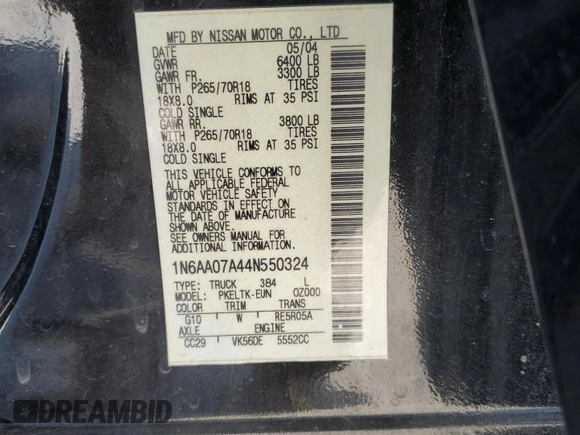 MFD BY NISSAN MOTOR CO., LTD
DATE 05/04
GVWR 6400 LB
GAWR FR. 3300 LB
WITH P265/70R18 TIRES
18X8.0 RIMS AT 35 PSI
COLD SINGLE
GAWR RR. 3800 LB
WITH P265/70R18 TIRES
18X8.0 RIMS AT 35 PSI
COLD SINGLE
THIS VEHICLE CONFORMS TO
ALL APPLICABLE FEDERAL
MOTOR VEHICLE SAFETY
STANDARDS IN EFFECT ON
THE DATE OF MANUFACTURE
SHOWN ABOVE.
SEE OWNERS MANUAL FOR
ADDITIONAL INFORMATION
1N6AA07A44N550324
TYPE: TRUCK 384 L
MODEL: PKELTK-EUN OZ000
COLOR TRIM TRANS
G10 W RE5R05A
AXLE ENGINE
CC29 VK56DE 5552CC
DREAMBID